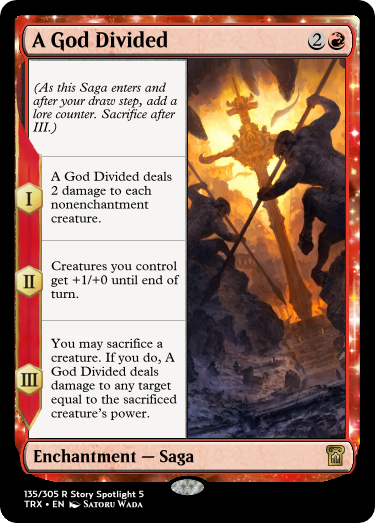 A God Divided
2
(As this Saga enters and
after your draw step, add a
lore counter. Sacrifice after
III.)
I
A God Divided deals
2 damage to each
nonenchantment
creature.
II
Creatures you control
get +1/+0 until end of
turn.
III
You may sacrifice a
creature. If you do, A
God Divided deals
damage to any target
equal to the sacrificed
creature's power.
Enchantment — Saga
135/305 R Story Spotlight 5
TRX • EN Satoru Wada